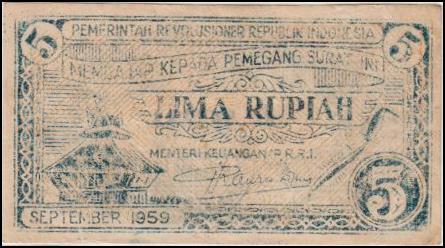 5 PEMERINTAH REVOLUSIONER REPUBLIK INDONESIA 5
MEMBAJAR KEPADA PEMEGANG SURAT INI
LIMA RUPIAH
MENTERI KEUANGAN P.R.R.I.
SEPTEMBER 1959 5